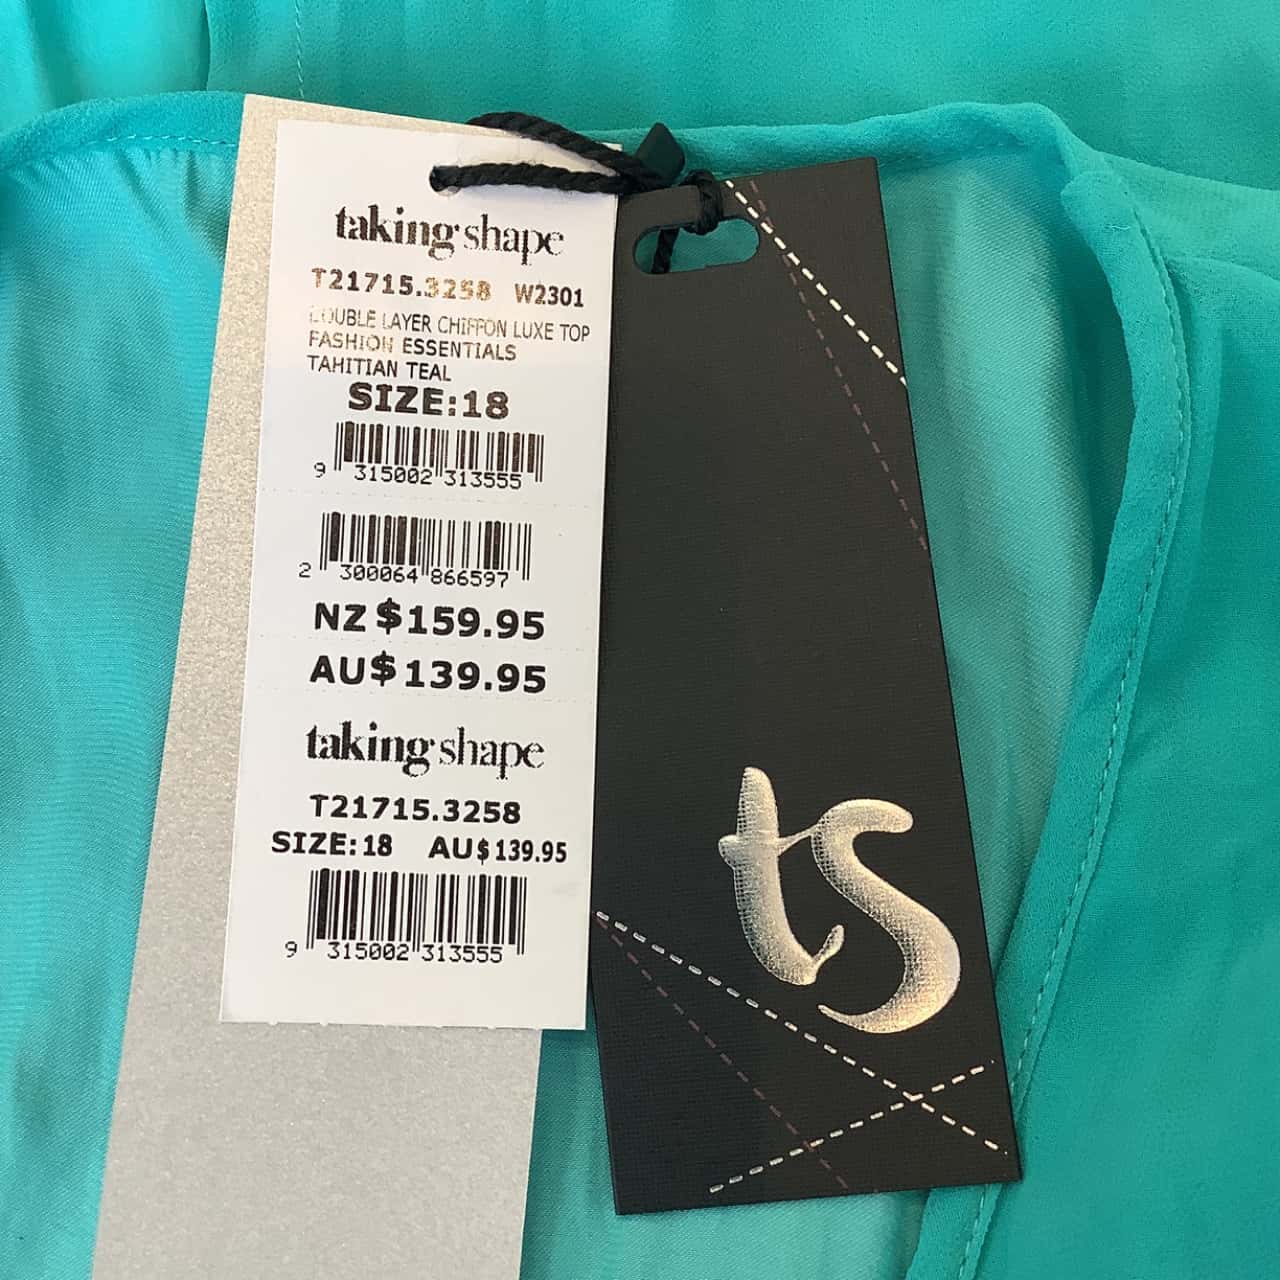 taking shape
T21715.3258 W2301
DOUBLE LAYER CHIFFON LUXE TOP
FASHION ESSENTIALS
TAHITIAN TEAL
SIZE:18
9 315002 313555
2 300064 866597
NZ $159.95
AU$139.95
taking shape
T21715.3258
SIZE:18 AU$139.95
9 315002 313555
ts